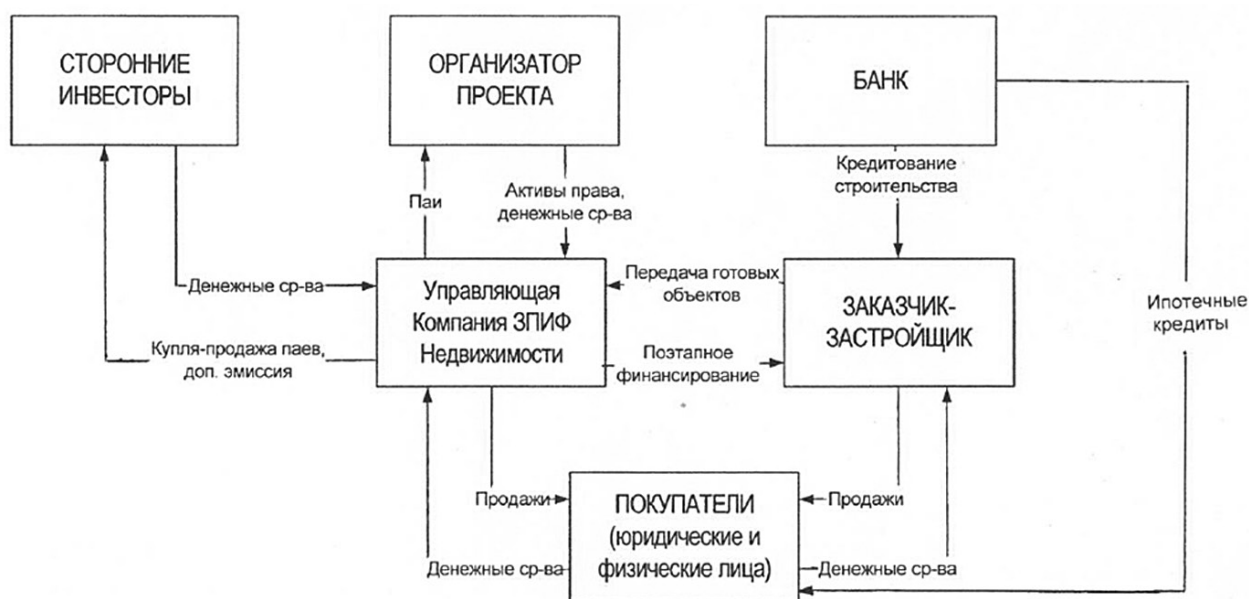 СТОРОННИЕ
ИНВЕСТОРЫ
ОРГАНИЗАТОР
ПРОЕКТА
БАНК
Кредитование
строительства
Паи
Активы права,
денежные ср-ва
Денежные ср-ва
Управляющая
Компания ЗПИФ
Недвижимости
Передача готовых
объектов
ЗАКАЗЧИК-
ЗАСТРОЙЩИК
Ипотечные
кредиты
Купля-продажа паев,
доп. эмиссия
Поэтапное
финансирование
Продажи
ПОКУПАТЕЛИ
(юридические и
физические лица)
Продажи
Денежные ср-ва
Денежные ср-ва